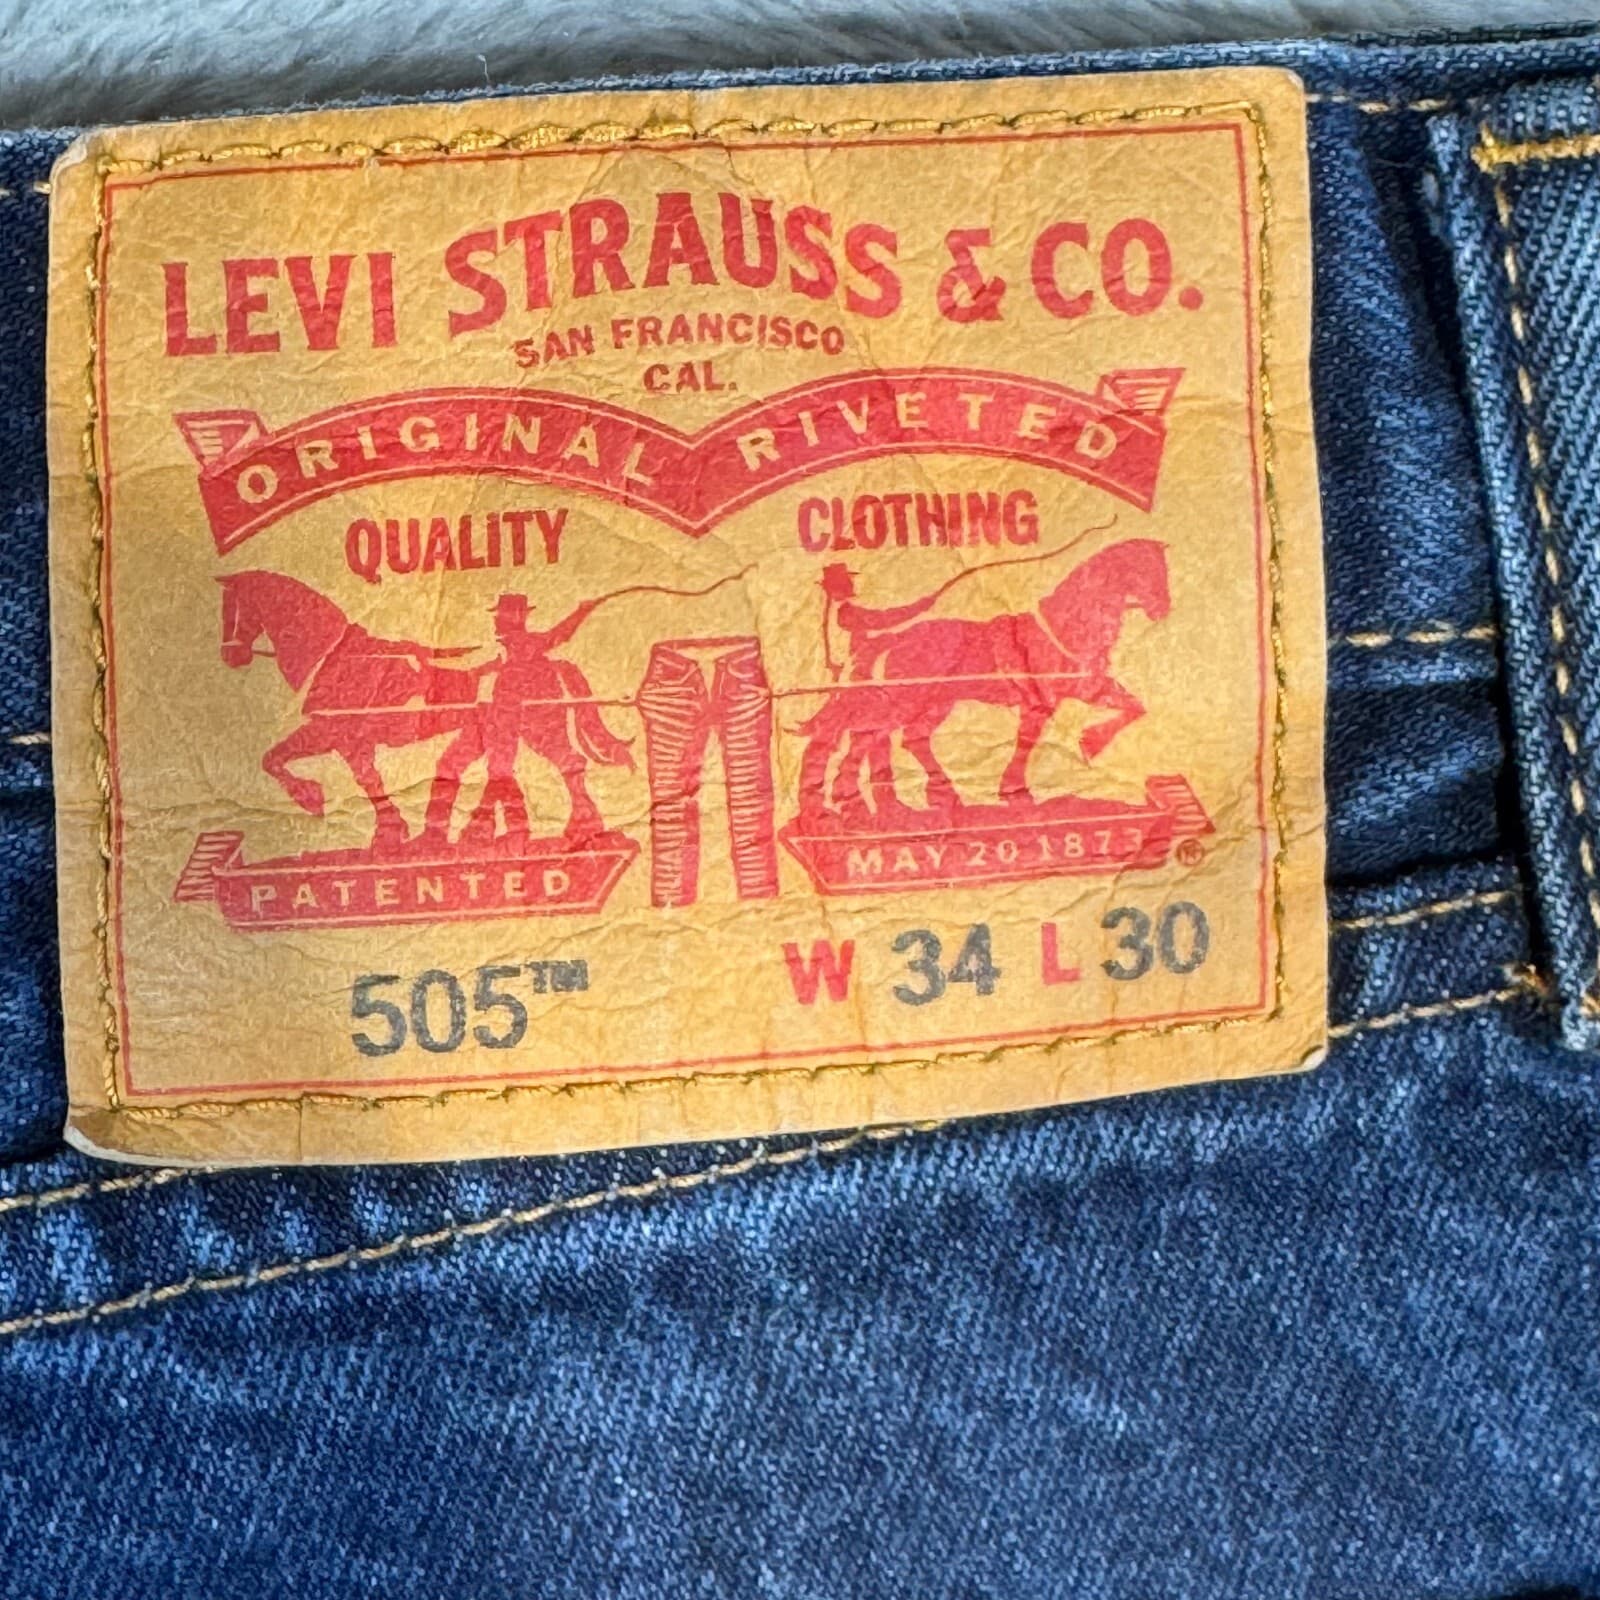 LEVI STRAUSS & CO.
SAN FRANCISCO
CAL.
ORIGINAL RIVETED
QUALITY CLOTHING
PATENTED MAY 20 1873 ®
505™ W 34 L 30